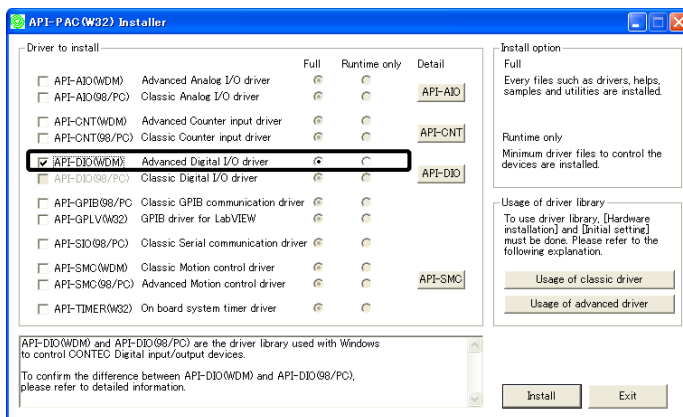 API-PAC(W32) Installer
Driver to install
Full Runtime only Detail
API-AIO(WDM) Advanced Analog I/O driver
API-AIO(98/PC) Classic Analog I/O driver
API-AIO
API-CNT(WDM) Advanced Counter input driver
API-CNT(98/PC) Classic Counter input driver
API-CNT
API-DIO(WDM) Advanced Digital I/O driver
API-DIO(98/PC) Classic Digital I/O driver
API-DIO
API-GPIB(98/PC Classic GPIB communication driver
API-GPLV(W32) GPIB driver for LabVIEW
API-SIO(98/PC) Classic Serial communication driver
API-SMC(WDM) Classic Motion control driver
API-SMC(98/PC) Advanced Motion control driver
API-SMC
API-TIMER(W32) On board system timer driver
Install option
Full
Every files such as drivers, helps,
samples and utilities are installed.
Runtime only
Minimum driver files to control the
devices are installed.
Usage of driver library
To use driver library, [Hardware
installation] and [Initial setting]
must be done. Please refer to the
following explanation.
Usage of classic driver
Usage of advanced driver
API-DIO(WDM) and API-DIO(98/PC) are the driver library used with Windows
to control CONTEC Digital input/output devices.
To confirm the difference between API-DIO(WDM) and API-DIO(98/PC),
please refer to detailed information.
Install Exit